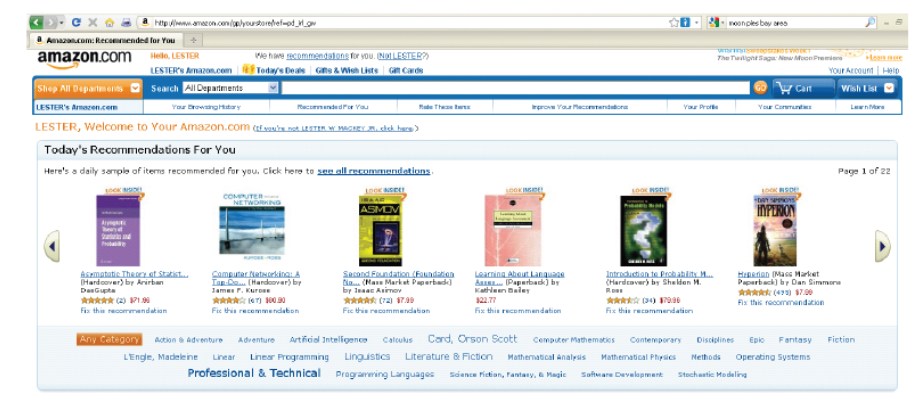 http://www.amazon.com/gp/yourstore/ref=pd_irl_gw
moon pies bay area
Amazon.com: Recommended for You
amazon.com
Hello, LESTER We have recommendations for you. (Not LESTER?)
The Twilight Saga: New Moon Premiere Learn more
LESTER's Amazon.com Today's Deals Gifts & Wish Lists Gift Cards Your Account | Help
Shop All Departments Search All Departments GO Cart Wish List
LESTER's Amazon.com Your Browsing History Recommended For You Rate These Items Improve Your Recommendations Your Profile Your Communities Learn More
LESTER, Welcome to Your Amazon.com (If you're not LESTER W MACKEY JR, click here.)
Today's Recommendations For You
Here's a daily sample of items recommended for you. Click here to see all recommendations. Page 1 of 22
LOOK INSIDE! LOOK INSIDE! LOOK INSIDE! LOOK INSIDE! LOOK INSIDE!
Asymptotic Theory of Statistics and Probability
COMPUTER NETWORKING
KUROSE ROSS
ASIMOV
Learning About Language Assessment
Probability Models
DAN SIMMONS
HYPERION
Asymptotic Theory of Statist... (Hardcover) by Anirban DasGupta
(2) $71.96
Fix this recommendation
Computer Networking: A Top-Do... (Hardcover) by James F. Kurose
(67)
Fix this recommendation
Second Foundation (Foundation No... (Mass Market Paperback) by Isaac Asimov
(72) $7.99
Fix this recommendation
Learning About Language Asses... (Paperback) by Kathleen Bailey
$22.77
Fix this recommendation
Introduction to Probability M... (Hardcover) by Sheldon M. Ross
(34)
Fix this recommendation
Hyperion (Mass Market Paperback) by Dan Simmons
$7.99
Fix this recommendation
Any Category Action & Adventure Adventure Artificial Intelligence Calculus Card, Orson Scott Computer Mathematics Contemporary Disciplines Epic Fantasy Fiction
L'Engle, Madeleine Linear Linear Programming Linguistics Literature & Fiction Mathematical Analysis Mathematical Physics Methods Operating Systems
Professional & Technical Programming Languages Science Fiction, Fantasy, & Magic Software Development Stochastic Modeling